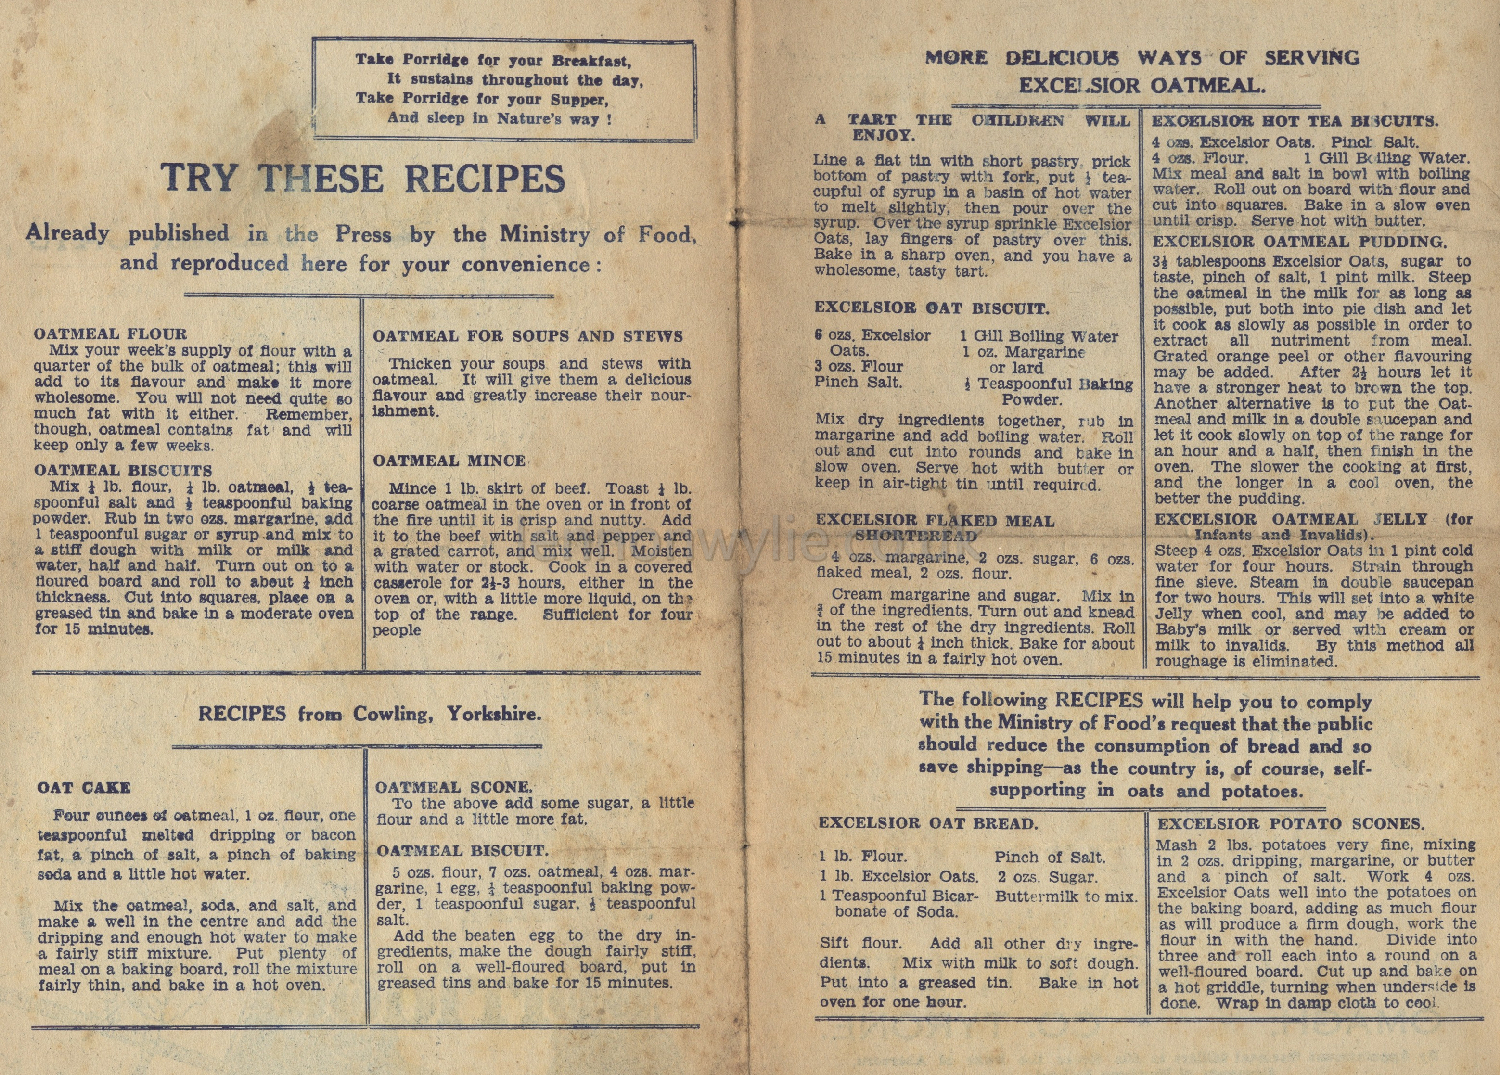 Take Porridge for your Breakfast,
It sustains throughout the day,
Take Porridge for your Supper,
And sleep in Nature's way !
TRY THESE RECIPES
Already published in the Press by the Ministry of Food,
and reproduced here for your convenience :
OATMEAL FLOUR
Mix your week's supply of flour with a
quarter of the bulk of oatmeal; this will
add to its flavour and make it more
wholesome. You will not need quite so
much fat with it either. Remember,
though, oatmeal contains fat and will
keep only a few weeks.
OATMEAL BISCUITS
Mix ¼ lb. flour, ¼ lb. oatmeal, ½ tea-
spoonful salt and ½ teaspoonful baking
powder. Rub in two ozs. margarine, add
1 teaspoonful sugar or syrup and mix to
a stiff dough with milk or milk and
water, half and half. Turn out on to a
floured board and roll to about ¼ inch
thickness. Cut into squares, place on a
greased tin and bake in a moderate oven
for 15 minutes.
OATMEAL FOR SOUPS AND STEWS
Thicken your soups and stews with
oatmeal. It will give them a delicious
flavour and greatly increase their nour-
ishment.
OATMEAL MINCE
Mince 1 lb. skirt of beef. Toast ¼ lb.
coarse oatmeal in the oven or in front of
the fire until it is crisp and nutty. Add
it to the beef with salt and pepper and
a grated carrot, and mix well. Moisten
with water or stock. Cook in a covered
casserole for 2½-3 hours, either in the
oven or, with a little more liquid, on the
top of the range. Sufficient for four
people
RECIPES from Cowling, Yorkshire.
OAT CAKE
Four ounces of oatmeal, 1 oz. flour, one
teaspoonful melted dripping or bacon
fat, a pinch of salt, a pinch of baking
soda and a little hot water.
Mix the oatmeal, soda, and salt, and
make a well in the centre and add the
dripping and enough hot water to make
a fairly stiff mixture. Put plenty of
meal on a baking board, roll the mixture
fairly thin, and bake in a hot oven.
OATMEAL SCONE.
To the above add some sugar, a little
flour and a little more fat.
OATMEAL BISCUIT.
5 ozs. flour, 7 ozs. oatmeal, 4 ozs. mar-
garine, 1 egg, ½ teaspoonful baking pow-
der, 1 teaspoonful sugar, ½ teaspoonful
salt.
Add the beaten egg to the dry in-
gredients, make the dough fairly stiff,
roll on a well-floured board, put in
greased tins and bake for 15 minutes.
MORE DELICIOUS WAYS OF SERVING
EXCELSIOR OATMEAL.
A TART THE CHILDREN WILL
ENJOY.
Line a flat tin with short pastry, prick
bottom of pastry with fork, put ½ tea-
cupful of syrup in a basin of hot water
to melt slightly, then pour over the
syrup. Over the syrup sprinkle Excelsior
Oats, lay fingers of pastry over this.
Bake in a sharp oven, and you have a
wholesome, tasty tart.
EXCELSIOR OAT BISCUIT.
6 ozs. Excelsior 1 Gill Boiling Water
Oats. 1 oz. Margarine
3 ozs. Flour or lard
Pinch Salt. ½ Teaspoonful Baking
Powder.
Mix dry ingredients together, rub in
margarine and add boiling water. Roll
out and cut into rounds and bake in
slow oven. Serve hot with butter or
keep in air-tight tin until required.
EXCELSIOR FLAKED MEAL
SHORTBREAD
4 ozs. margarine, 2 ozs. sugar, 6 ozs.
flaked meal, 2 ozs. flour.
Cream margarine and sugar. Mix in
¾ of the ingredients. Turn out and knead
in the rest of the dry ingredients. Roll
out to about ¼ inch thick. Bake for about
15 minutes in a fairly hot oven.
EXCELSIOR HOT TEA BISCUITS.
4 ozs. Excelsior Oats. Pinch Salt.
4 ozs. Flour. 1 Gill Boiling Water.
Mix meal and salt in bowl with boiling
water. Roll out on board with flour and
cut into squares. Bake in a slow oven
until crisp. Serve hot with butter.
EXCELSIOR OATMEAL PUDDING.
3½ tablespoons Excelsior Oats, sugar to
taste, pinch of salt, 1 pint milk. Steep
the oatmeal in the milk for as long as
possible, put both into pie dish and let
it cook as slowly as possible in order to
extract all nutriment from meal.
Grated orange peel or other flavouring
may be added. After 2½ hours let it
have a stronger heat to brown the top.
Another alternative is to put the Oat-
meal and milk in a double saucepan and
let it cook slowly on top of the range for
an hour and a half, then finish in the
oven. The slower the cooking at first,
and the longer in a cool oven, the
better the pudding.
EXCELSIOR OATMEAL JELLY (for
Infants and Invalids).
Steep 4 ozs. Excelsior Oats in 1 pint cold
water for four hours. Strain through
fine sieve. Steam in double saucepan
for two hours. This will set into a white
Jelly when cool, and may be added to
Baby's milk or served with cream or
milk to invalids. By this method all
roughage is eliminated.
The following RECIPES will help you to comply
with the Ministry of Food's request that the public
should reduce the consumption of bread and so
save shipping—as the country is, of course, self-
supporting in oats and potatoes.
EXCELSIOR OAT BREAD.
1 lb. Flour. Pinch of Salt.
1 lb. Excelsior Oats. 2 ozs. Sugar.
1 Teaspoonful Bicar- Buttermilk to mix.
bonate of Soda.
Sift flour. Add all other dry ingre-
dients. Mix with milk to soft dough.
Put into a greased tin. Bake in hot
oven for one hour.
EXCELSIOR POTATO SCONES.
Mash 2 lbs. potatoes very fine, mixing
in 2 ozs. dripping, margarine, or butter
and a pinch of salt. Work 4 ozs.
Excelsior Oats well into the potatoes on
the baking board, adding as much flour
as will produce a firm dough, work the
flour in with the hand. Divide into
three and roll each into a round on a
well-floured board. Cut up and bake on
a hot griddle, turning when underside is
done. Wrap in damp cloth to cool.